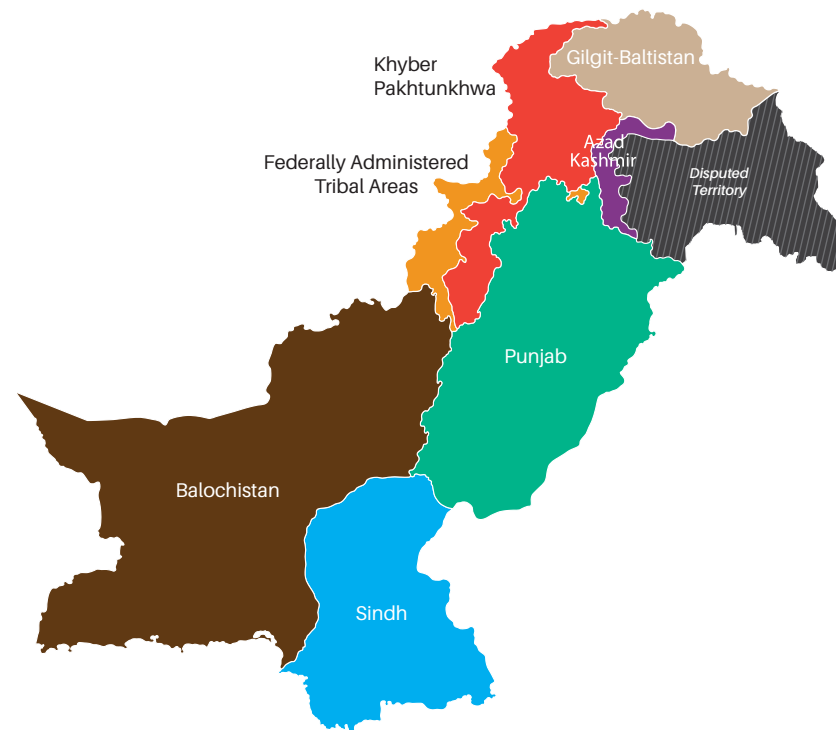 Gilgit-Baltistan
Khyber
Pakhtunkhwa
Azad
Kashmir
Federally Administered
Tribal Areas
Disputed
Territory
Punjab
Balochistan
Sindh